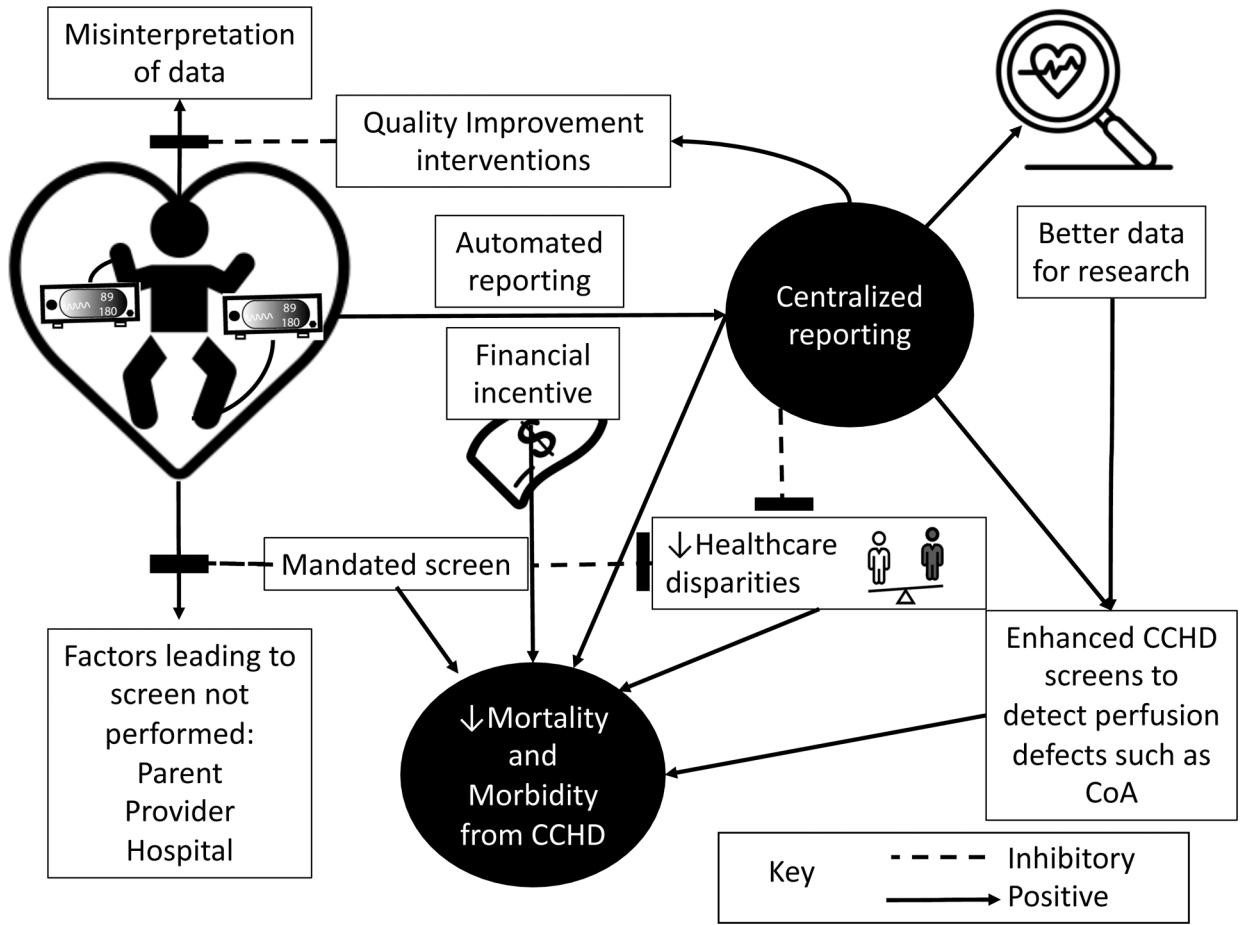 Misinterpretation
of data
Quality Improvement
interventions
Automated
reporting
Centralized
reporting
Better data
for research
89
180
89
180
Financial
incentive
$
Mandated screen
↓Healthcare
disparities
Factors leading to
screen not
performed:
Parent
Provider
Hospital
↓Mortality
and
Morbidity
from CCHD
Enhanced CCHD
screens to
detect perfusion
defects such as
CoA
Key
Inhibitory
Positive